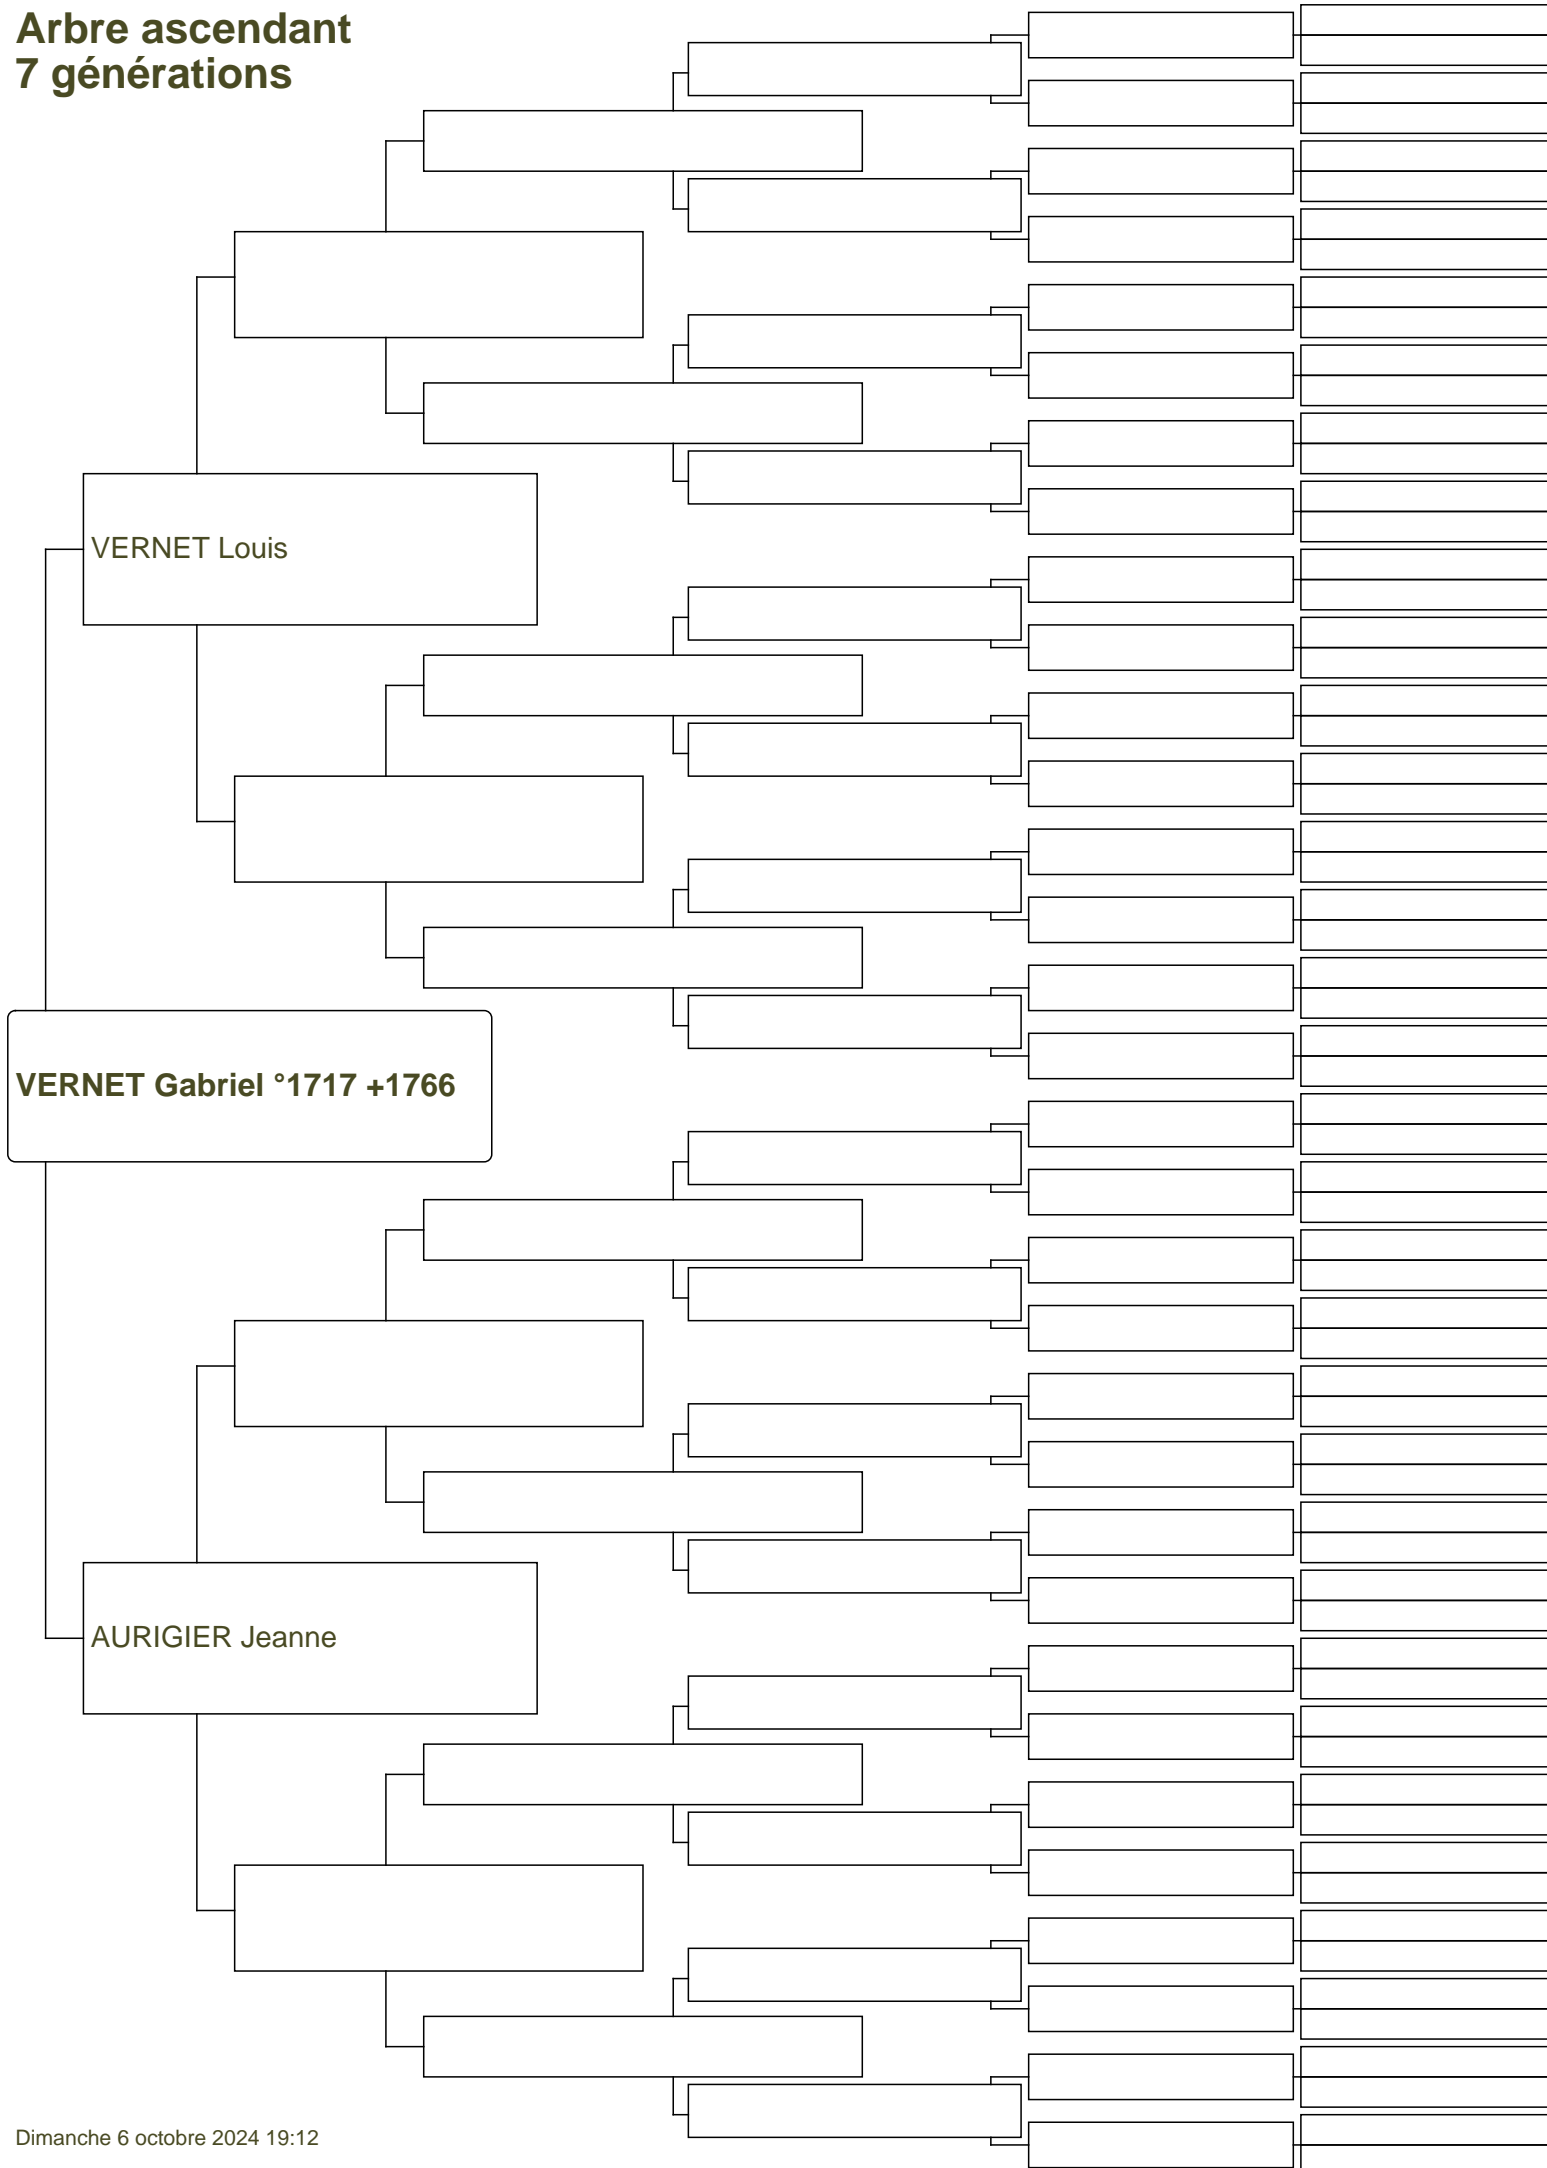 Arbre ascendant
7 générations
VERNET Louis
VERNET Gabriel °1717 +1766
AURIGIER Jeanne
Dimanche 6 octobre 2024 19:12